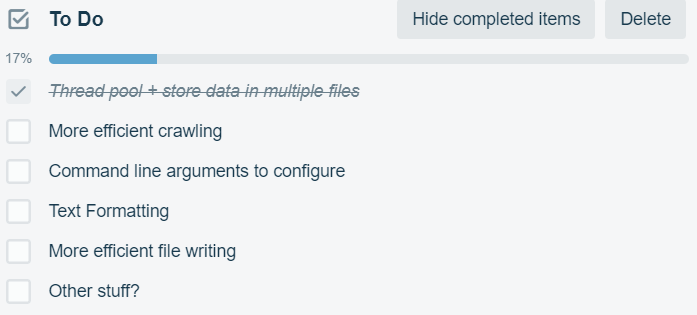 To Do
Hide completed items
Delete
17%
Thread pool + store data in multiple files
More efficient crawling
Command line arguments to configure
Text Formatting
More efficient file writing
Other stuff?